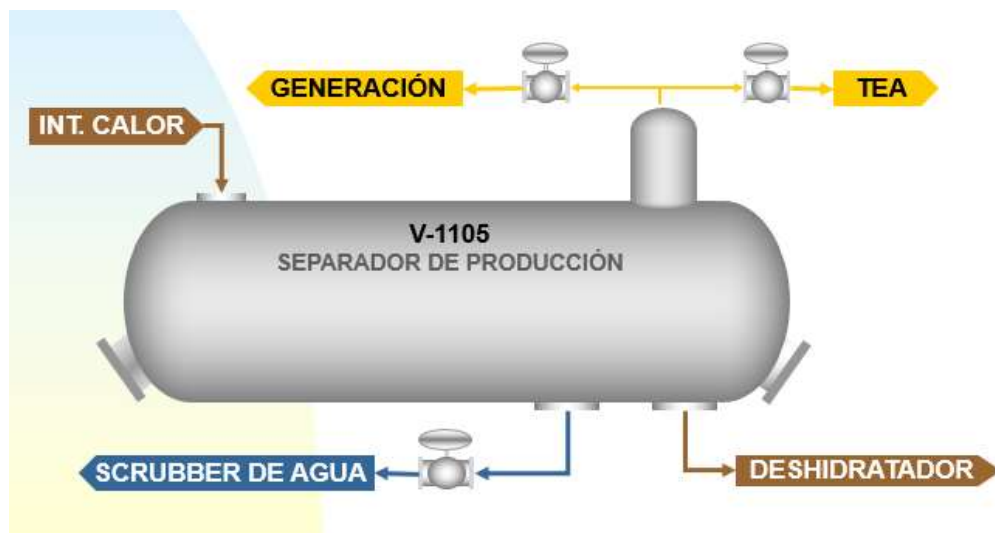 GENERACIÓN
TEA
INT. CALOR
V-1105
SEPARADOR DE PRODUCCIÓN
SCRUBBER DE AGUA
DESHIDRATADOR